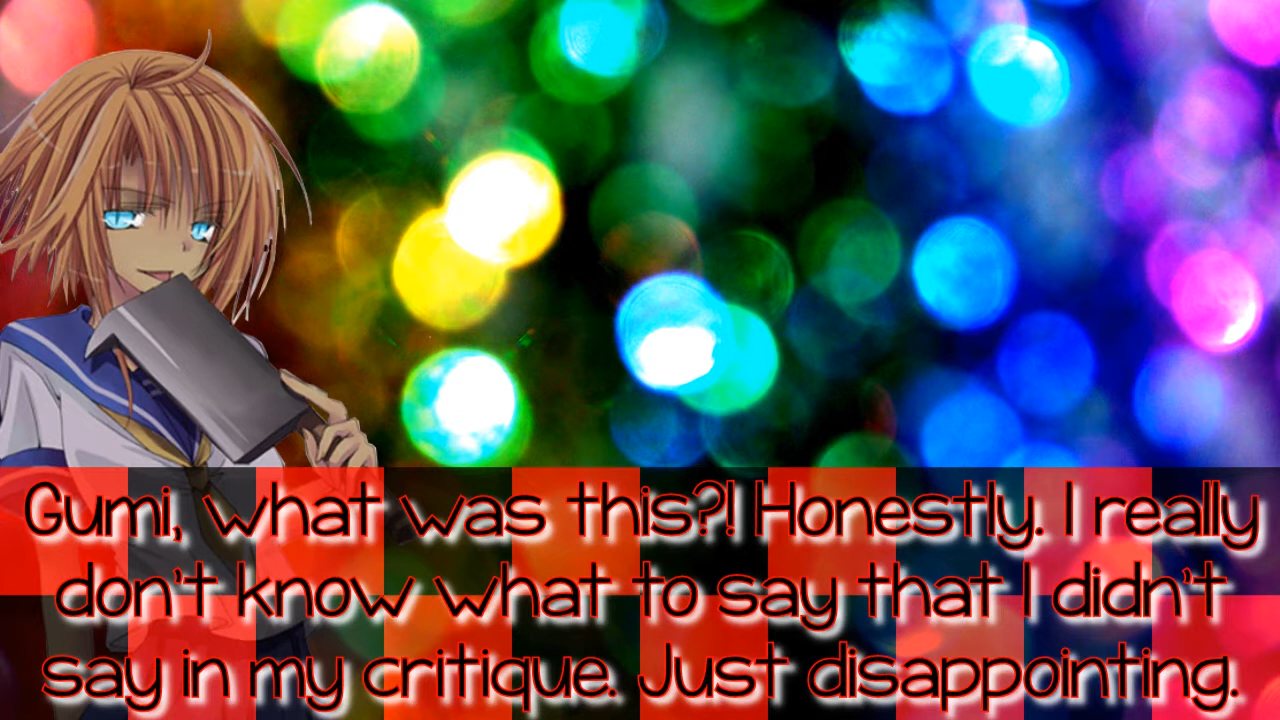 Gumi, what was this?! Honestly. I really
don't know what to say that I didn't
say in my critique. Just disappointing.